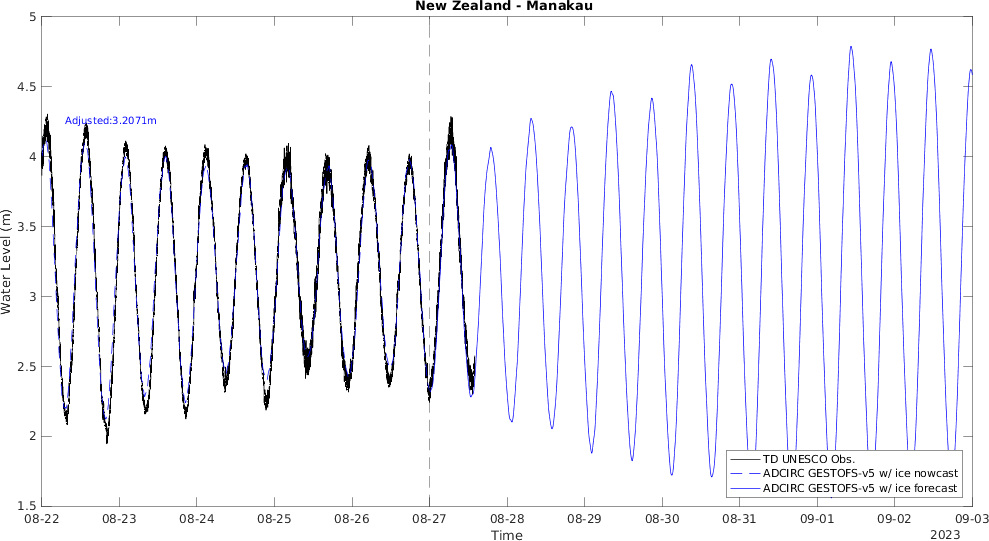 New Zealand - Manakau
5
4.5
4
3.5
3
2.5
2
1.5
Water Level (m)
Adjusted:3.2071m
TD UNESCO Obs.
ADCIRC GESTOFS-v5 w/ ice nowcast
ADCIRC GESTOFS-v5 w/ ice forecast
08-22 08-23 08-24 08-25 08-26 08-27 08-28 08-29 08-30 08-31 09-01 09-02 09-03
Time
2023